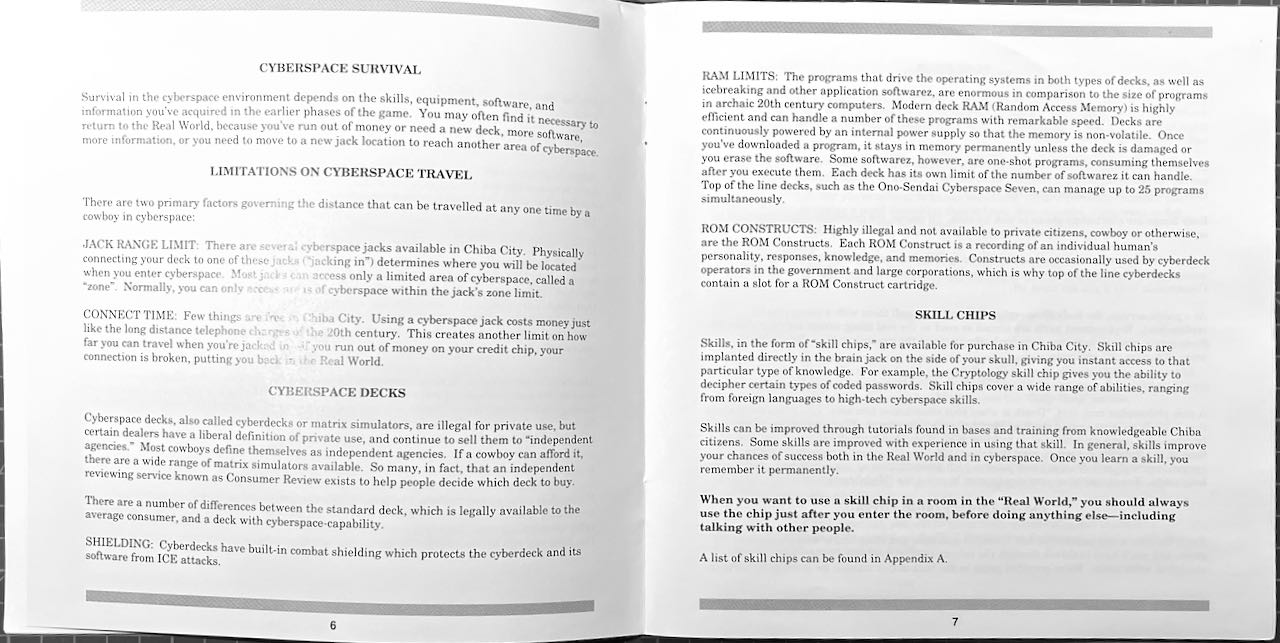 CYBERSPACE SURVIVAL
Survival in the cyberspace environment depends on the skills, equipment, software, and
information you've acquired in the earlier phases of the game. You may often find it necessary to
return to the Real World, because you've run out of money or need a new deck, more software,
more information, or you need to move to a new jack location to reach another area of cyberspace.
LIMITATIONS ON CYBERSPACE TRAVEL
There are two primary factors governing the distance that can be travelled at any one time by a
cowboy in cyberspace:
JACK RANGE LIMIT: There are several cyberspace jacks available in Chiba City. Physically
connecting your deck to one of these jacks ("jacking in") determines where you will be located
when you enter cyberspace. Most jacks can access only a limited area of cyberspace, called a
"zone". Normally, you can only access areas of cyberspace within the jack's zone limit.
CONNECT TIME: Few things are free in Chiba City. Using a cyberspace jack costs money just
like the long distance telephone charges of the 20th century. This creates another limit on how
far you can travel when you're jacked in. If you run out of money on your credit chip, your
connection is broken, putting you back in the Real World.
CYBERSPACE DECKS
Cyberspace decks, also called cyberdecks or matrix simulators, are illegal for private use, but
certain dealers have a liberal definition of private use, and continue to sell them to "independent
agencies." Most cowboys define themselves as independent agencies. If a cowboy can afford it,
there are a wide range of matrix simulators available. So many, in fact, that an independent
reviewing service known as Consumer Review exists to help people decide which deck to buy.
There are a number of differences between the standard deck, which is legally available to the
average consumer, and a deck with cyberspace-capability.
SHIELDING: Cyberdecks have built-in combat shielding which protects the cyberdeck and its
software from ICE attacks.
6
RAM LIMITS: The programs that drive the operating systems in both types of decks, as well as
icebreaking and other application softwarez, are enormous in comparison to the size of programs
in archaic 20th century computers. Modern deck RAM (Random Access Memory) is highly
efficient and can handle a number of these programs with remarkable speed. Decks are
continuously powered by an internal power supply so that the memory is non-volatile. Once
you've downloaded a program, it stays in memory permanently unless the deck is damaged or
you erase the software. Some softwarez, however, are one-shot programs, consuming themselves
after you execute them. Each deck has its own limit of the number of softwarez it can handle.
Top of the line decks, such as the Ono-Sendai Cyberspace Seven, can manage up to 25 programs
simultaneously.
ROM CONSTRUCTS: Highly illegal and not available to private citizens, cowboy or otherwise,
are the ROM Constructs. Each ROM Construct is a recording of an individual human's
personality, responses, knowledge, and memories. Constructs are occasionally used by cyberdeck
operators in the government and large corporations, which is why top of the line cyberdecks
contain a slot for a ROM Construct cartridge.
SKILL CHIPS
Skills, in the form of "skill chips," are available for purchase in Chiba City. Skill chips are
implanted directly in the brain jack on the side of your skull, giving you instant access to that
particular type of knowledge. For example, the Cryptology skill chip gives you the ability to
decipher certain types of coded passwords. Skill chips cover a wide range of abilities, ranging
from foreign languages to high-tech cyberspace skills.
Skills can be improved through tutorials found in bases and training from knowledgeable Chiba
citizens. Some skills are improved with experience in using that skill. In general, skills improve
your chances of success both in the Real World and in cyberspace. Once you learn a skill, you
remember it permanently.
When you want to use a skill chip in a room in the "Real World," you should always
use the chip just after you enter the room, before doing anything else—including
talking with other people.
A list of skill chips can be found in Appendix A.
7